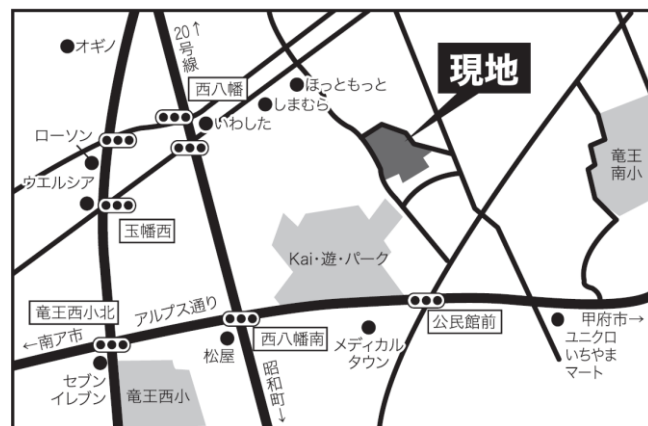 オギノ
20号線↑
西八幡
ほっともっと
しまむら
いわした
現地
ローソン
ウエルシア
玉幡西
竜王
南小
Kai・遊・パーク
竜王西小北
アルプス通り
←南ア市
西八幡南
松屋
昭和町↓
メディカル
タウン
公民館前
甲府市→
ユニクロ
いちやま
マート
セブン
イレブン
竜王西小